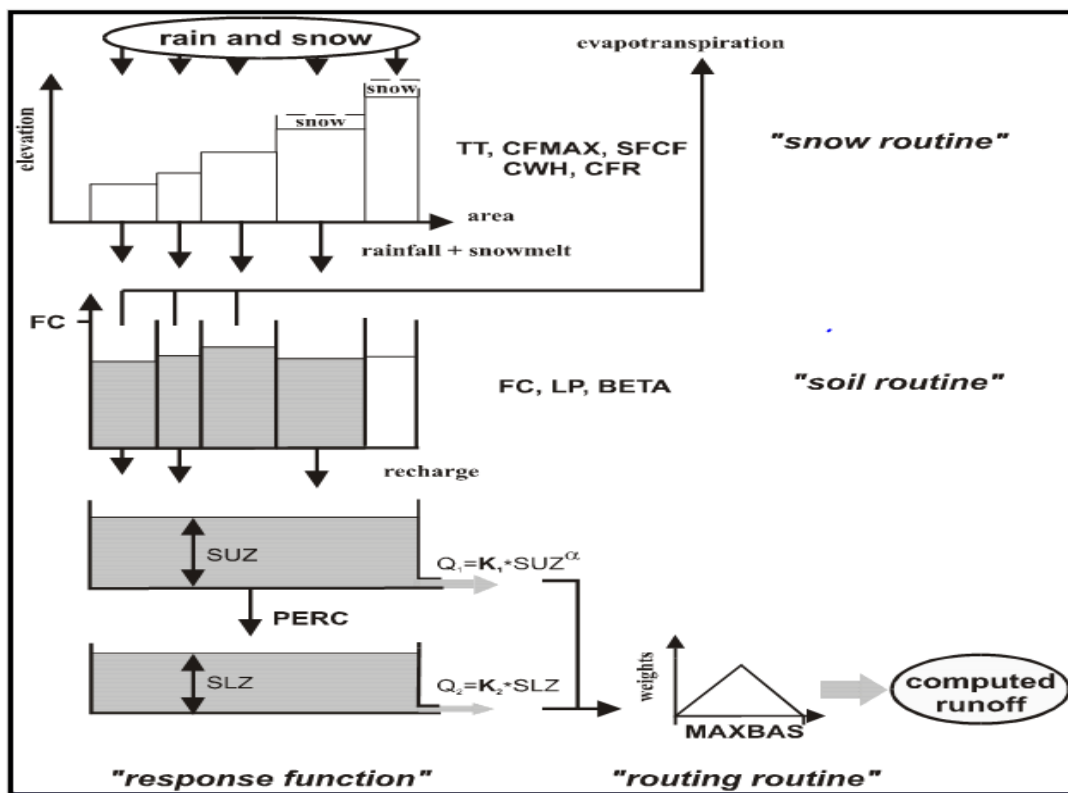 rain and snow
evapotranspiration
elevation
snow
snow
TT, CFMAX, SFCF
CWH, CFR
"snow routine"
area
rainfall + snowmelt
FC
FC, LP, BETA
"soil routine"
recharge
SUZ
Q₁=K₁*SUZ^α
PERC
SLZ
Q₂=K₂*SLZ
weights
MAXBAS
computed
runoff
"response function"
"routing routine"